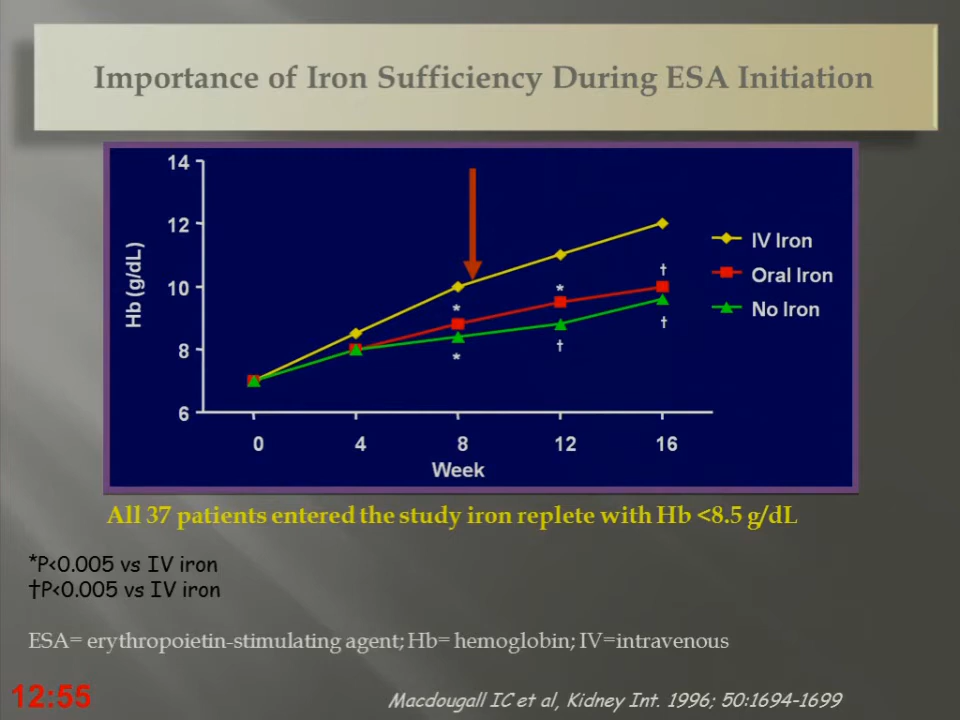 Importance of Iron Sufficiency During ESA Initiation
14
12
10
8
6
Hb (g/dL)
* * † †
* †
IV Iron
Oral Iron
No Iron
0 4 8 12 16
Week
All 37 patients entered the study iron replete with Hb <8.5 g/dL
*P<0.005 vs IV iron
†P<0.005 vs IV iron
ESA= erythropoietin-stimulating agent; Hb= hemoglobin; IV=intravenous
12:55
Macdougall IC et al, Kidney Int. 1996; 50:1694-1699